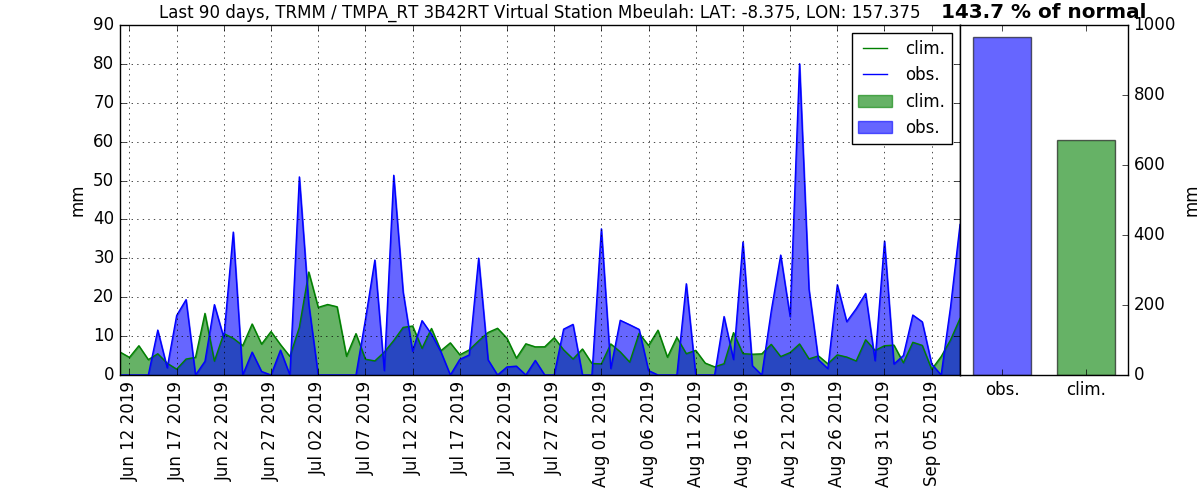 Last 90 days, TRMM / TMPA_RT 3B42RT Virtual Station Mbeulah: LAT: -8.375, LON: 157.375
143.7 % of normal
90
80
70
60
50
40
30
20
10
0
mm
clim.
obs.
clim.
obs.
Jun 12 2019
Jun 17 2019
Jun 22 2019
Jun 27 2019
Jul 02 2019
Jul 07 2019
Jul 12 2019
Jul 17 2019
Jul 22 2019
Jul 27 2019
Aug 01 2019
Aug 06 2019
Aug 11 2019
Aug 16 2019
Aug 21 2019
Aug 26 2019
Aug 31 2019
Sep 05 2019
1000
800
600
400
200
0
mm
obs.
clim.